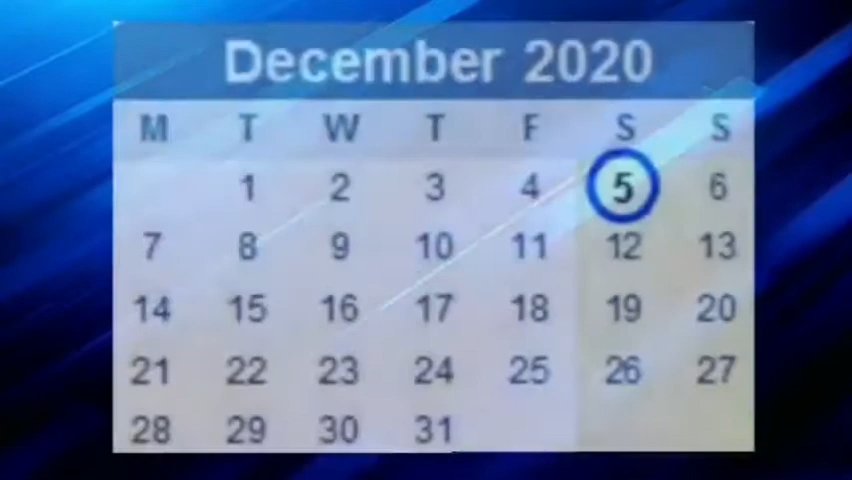 December 2020
M T W T F S S
1 2 3 4 5 6
7 8 9 10 11 12 13
14 15 16 17 18 19 20
21 22 23 24 25 26 27
28 29 30 31